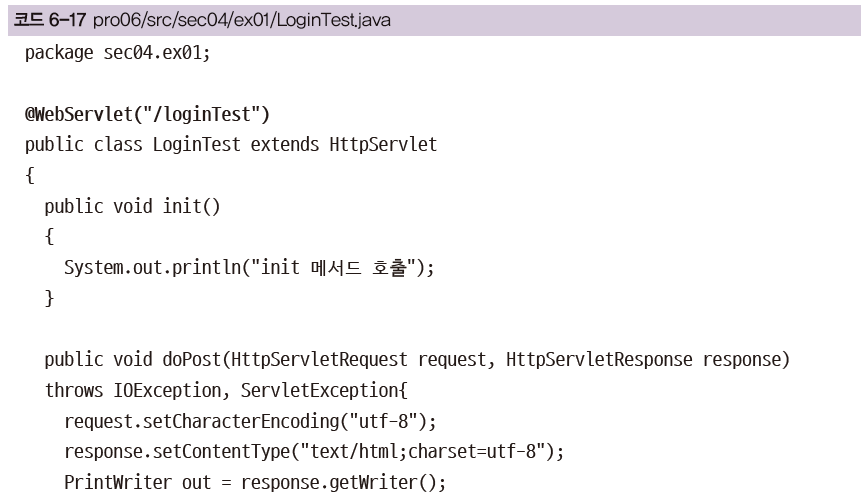 코드 6-17 pro06/src/sec04/ex01/LoginTest.java
package sec04.ex01;
@WebServlet("/loginTest")
public class LoginTest extends HttpServlet
{
public void init()
{
System.out.println("init 메서드 호출");
}
public void doPost(HttpServletRequest request, HttpServletResponse response)
throws IOException, ServletException{
request.setCharacterEncoding("utf-8");
response.setContentType("text/html;charset=utf-8");
PrintWriter out = response.getWriter();